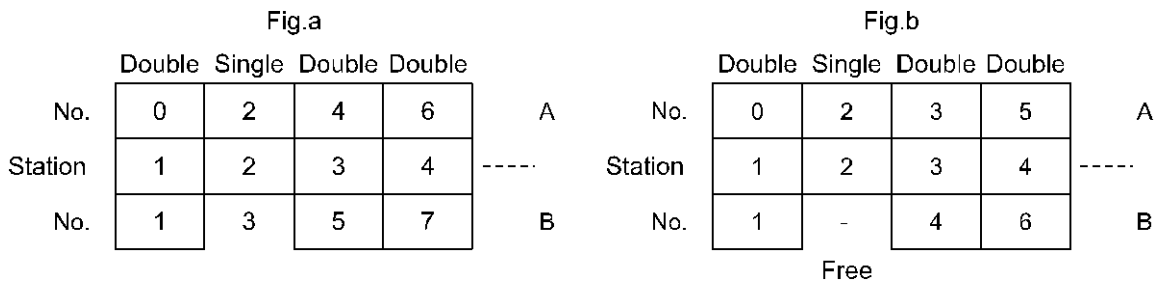 Fig.a
Double Single Double Double
No. 0 2 4 6 A
Station 1 2 3 4 -----
No. 1 3 5 7 B
Fig.b
Double Single Double Double
No. 0 2 3 5 A
Station 1 2 3 4 -----
No. 1 - 4 6 B
Free